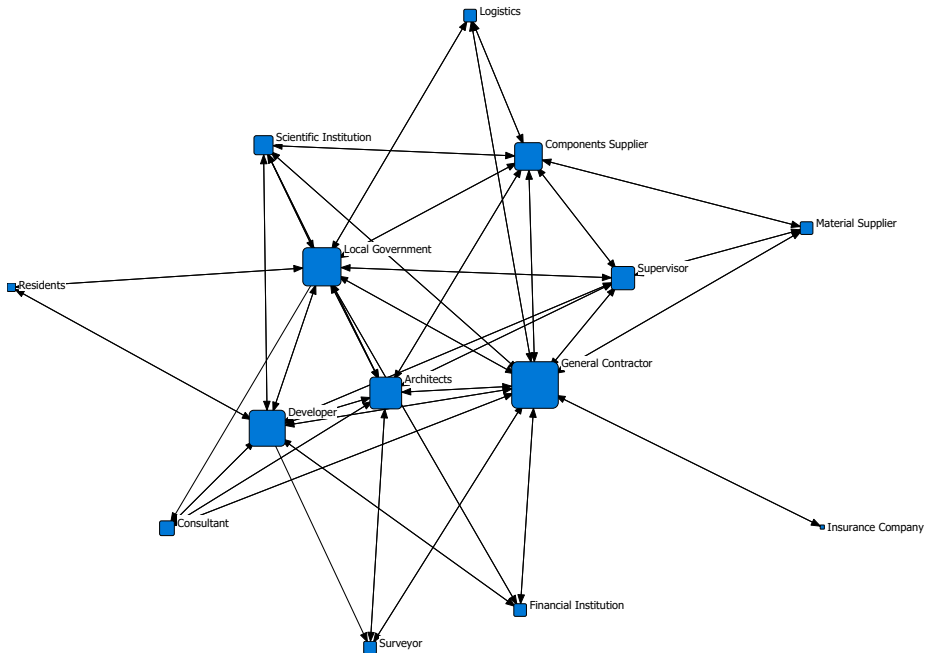 Logistics
Scientific Institution
Components Supplier
Material Supplier
Local Government
Supervisor
Residents
General Contractor
Architects
Developer
Consultant
Insurance Company
Financial Institution
Surveyor